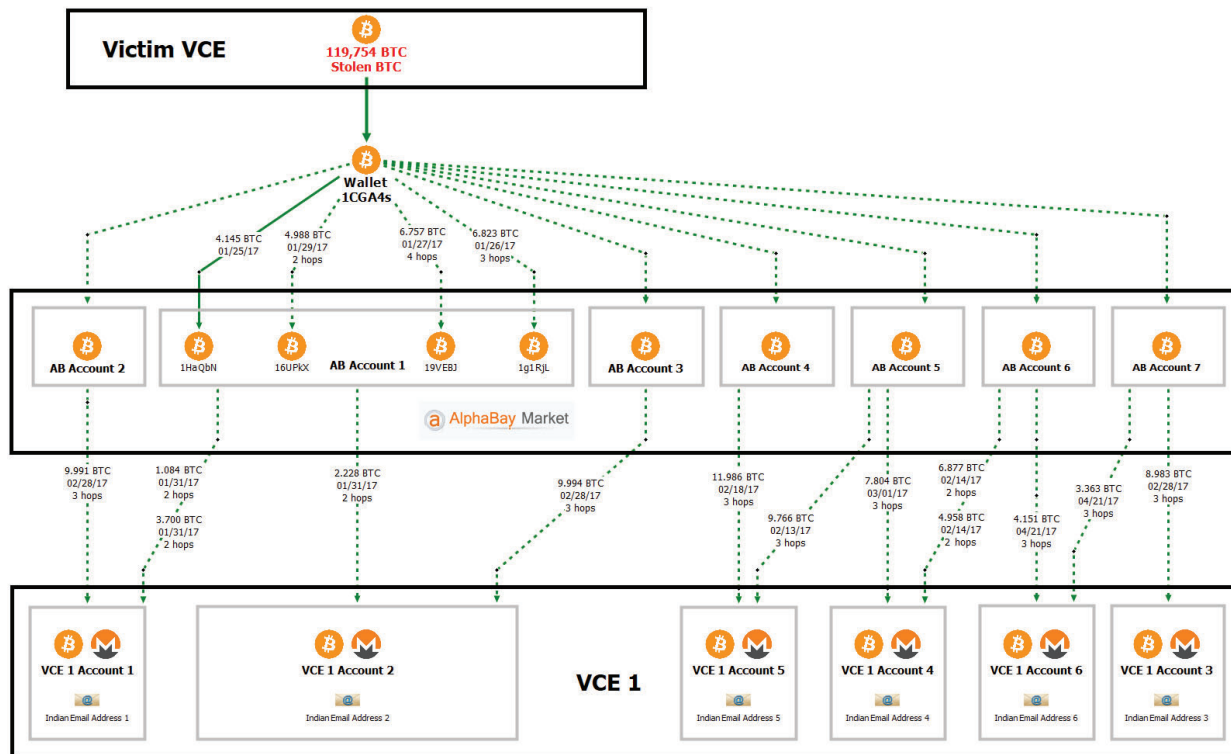 Victim VCE
119,754 BTC
Stolen BTC
Wallet
1CGA4s
4.145 BTC
01/25/17
4.988 BTC
01/29/17
2 hops
6.757 BTC
01/27/17
4 hops
6.823 BTC
01/26/17
3 hops
AB Account 2
1HaQbN
16UPkX
AB Account 1
19VEBJ
1g1RjL
AB Account 3
AB Account 4
AB Account 5
AB Account 6
AB Account 7
a AlphaBay Market
9.991 BTC
02/28/17
3 hops
1.084 BTC
01/31/17
2 hops
3.700 BTC
01/31/17
2 hops
2.228 BTC
01/31/17
2 hops
9.994 BTC
02/28/17
3 hops
11.986 BTC
02/18/17
3 hops
9.766 BTC
02/13/17
3 hops
7.804 BTC
03/01/17
3 hops
6.877 BTC
02/14/17
2 hops
4.958 BTC
02/14/17
2 hops
4.151 BTC
04/21/17
3 hops
3.363 BTC
04/21/17
3 hops
8.983 BTC
02/28/17
3 hops
VCE 1 Account 1
Indian Email Address 1
VCE 1 Account 2
Indian Email Address 2
VCE 1
VCE 1 Account 5
Indian Email Address 5
VCE 1 Account 4
Indian Email Address 4
VCE 1 Account 6
Indian Email Address 6
VCE 1 Account 3
Indian Email Address 3